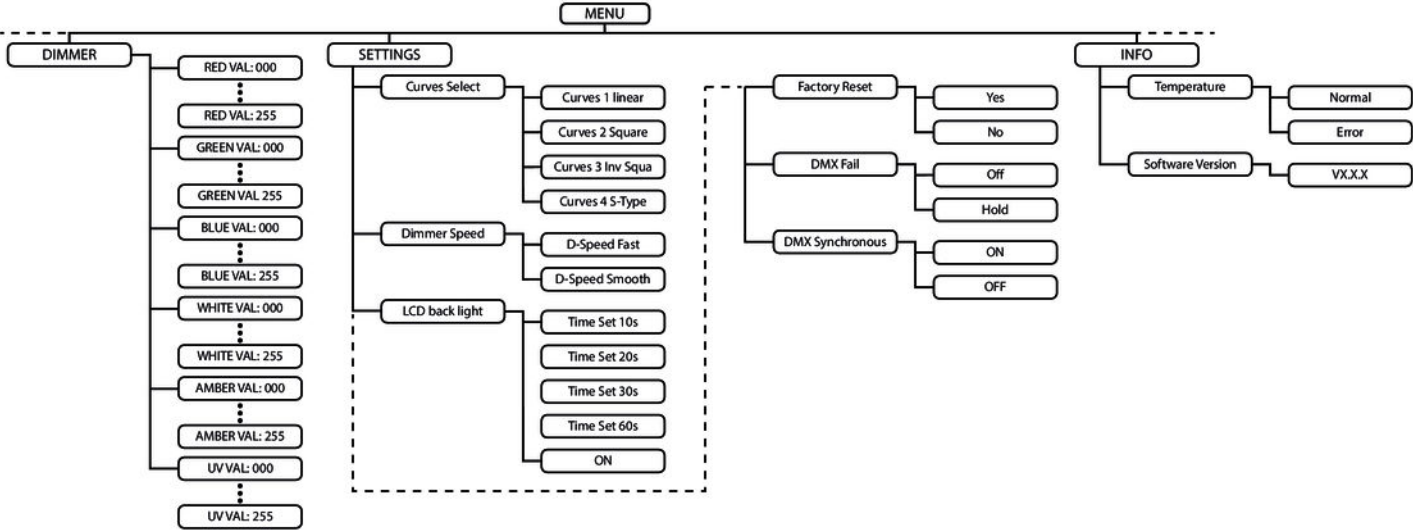 MENU
DIMMER
RED VAL: 000
RED VAL: 255
GREEN VAL: 000
GREEN VAL 255
BLUE VAL: 000
BLUE VAL: 255
WHITE VAL: 000
WHITE VAL: 255
AMBER VAL: 000
AMBER VAL: 255
UV VAL: 000
UV VAL: 255
SETTINGS
Curves Select
Curves 1 linear
Curves 2 Square
Curves 3 Inv Squa
Curves 4 S-Type
Dimmer Speed
D-Speed Fast
D-Speed Smooth
LCD back light
Time Set 10s
Time Set 20s
Time Set 30s
Time Set 60s
ON
Factory Reset
Yes
No
DMX Fail
Off
Hold
DMX Synchronous
ON
OFF
INFO
Temperature
Normal
Error
Software Version
VX.X.X